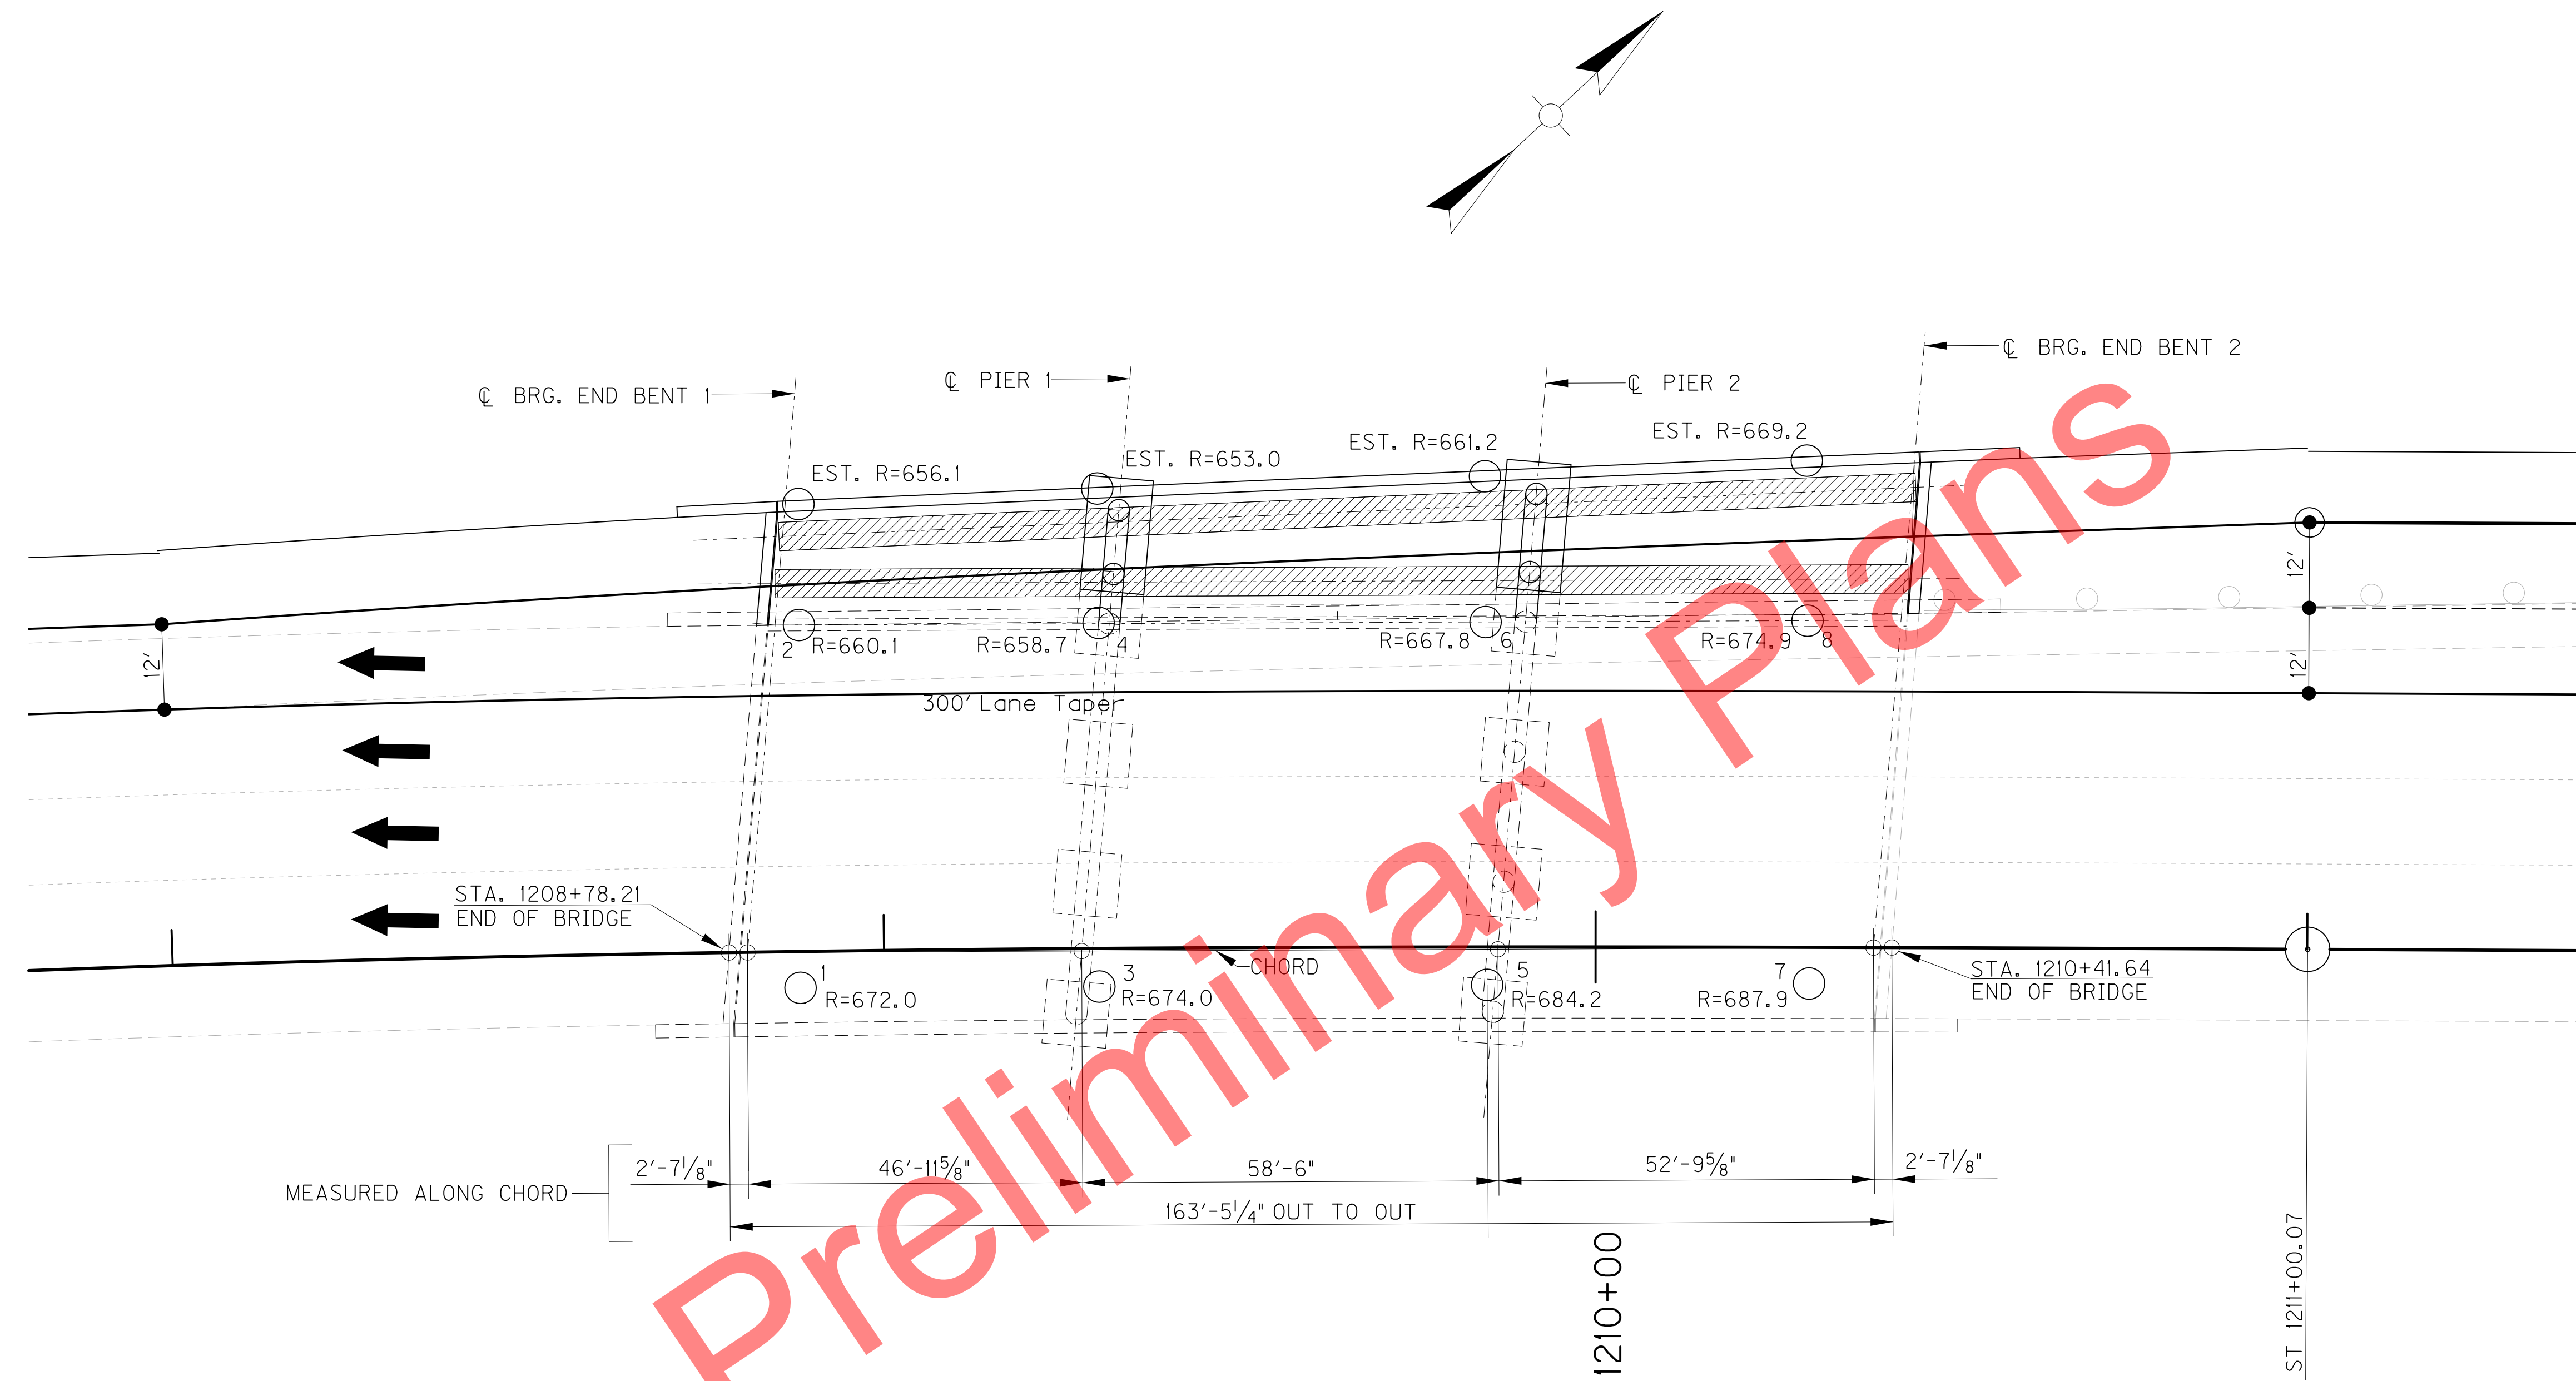 ℄ BRG. END BENT 2
℄ PIER 1
℄ PIER 2
℄ BRG. END BENT 1
EST. R=669.2
EST. R=661.2
EST. R=653.0
EST. R=656.1
12'
12'
12'
2 R=660.1
R=658.7 4
R=667.8 6
R=674.9 8
300' Lane Taper
STA. 1208+78.21
END OF BRIDGE
CHORD
1
R=672.0
3
R=674.0
5
R=684.2
7
R=687.9
STA. 1210+41.64
END OF BRIDGE
MEASURED ALONG CHORD
2'-7⅛"
46'-11⅝"
58'-6"
52'-9⅝"
2'-7⅛"
163'-5¼" OUT TO OUT
1210+00
ST 1211+00.07
Preliminary Plans